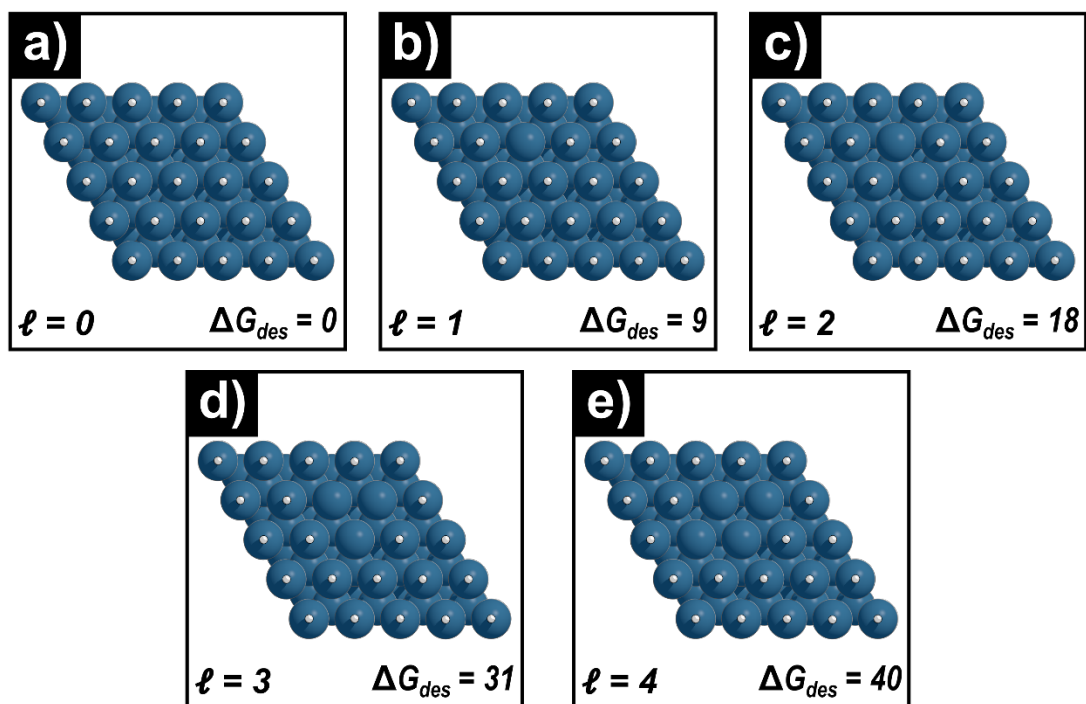 a)
ℓ = 0 ΔG_des = 0
b)
ℓ = 1 ΔG_des = 9
c)
ℓ = 2 ΔG_des = 18
d)
ℓ = 3 ΔG_des = 31
e)
ℓ = 4 ΔG_des = 40